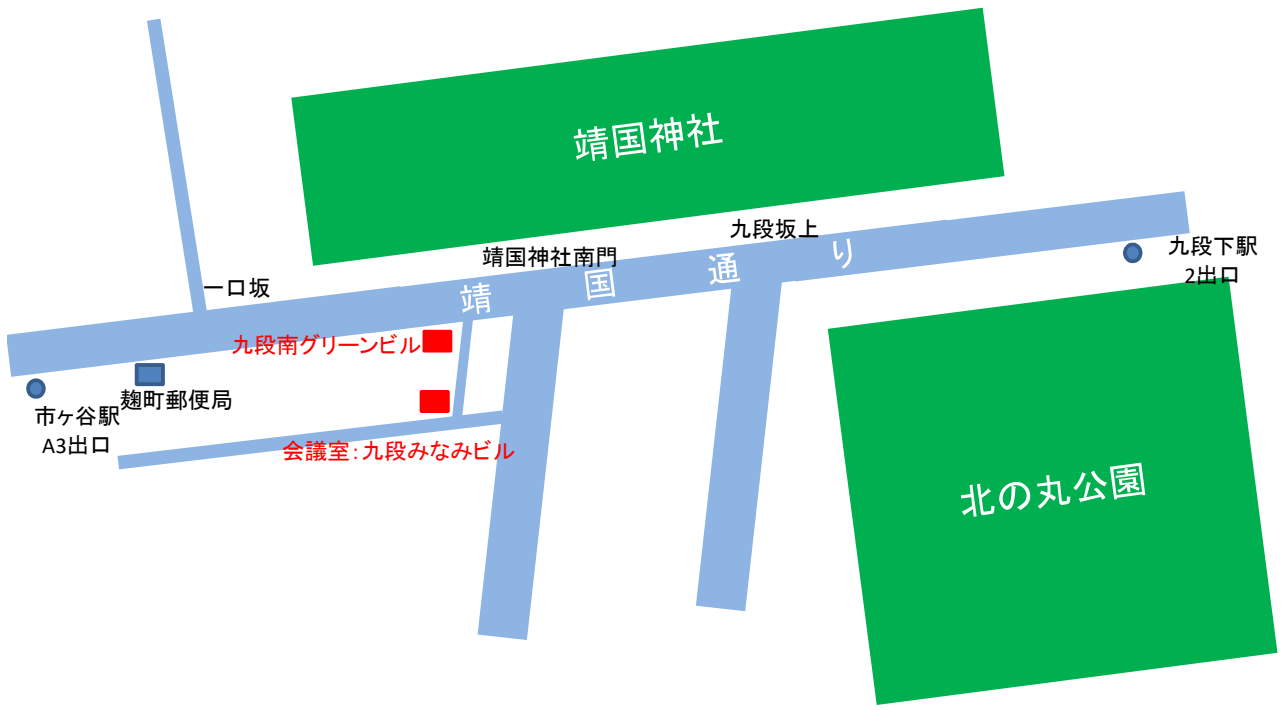 靖国神社
九段坂上
靖国神社南門
靖国通り
九段下駅
2出口
一口坂
九段南グリーンビル
麹町郵便局
市ヶ谷駅
A3出口
会議室：九段みなみビル
北の丸公園